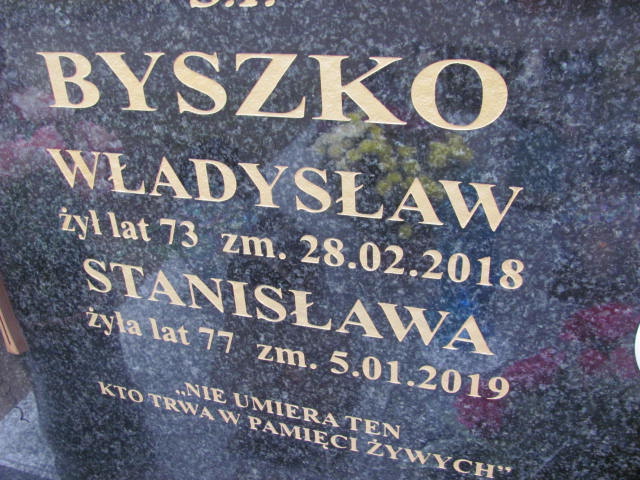 Ś.P.
BYSZKO
WŁADYSŁAW
żył lat 73 zm. 28.02.2018
STANISŁAWA
żyła lat 77 zm. 5.01.2019
„NIE UMIERA TEN
KTO TRWA W PAMIĘCI ŻYWYCH”